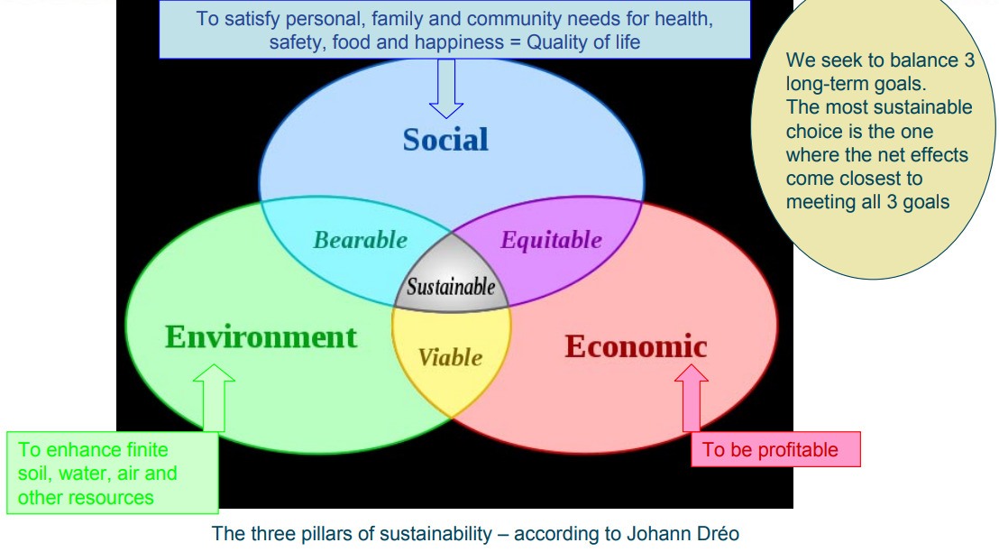 To satisfy personal, family and community needs for health,
safety, food and happiness = Quality of life
We seek to balance 3
long-term goals.
The most sustainable
choice is the one
where the net effects
come closest to
meeting all 3 goals
Social
Bearable
Equitable
Sustainable
Environment
Economic
Viable
To enhance finite
soil, water, air and
other resources
To be profitable
The three pillars of sustainability – according to Johann Dréo